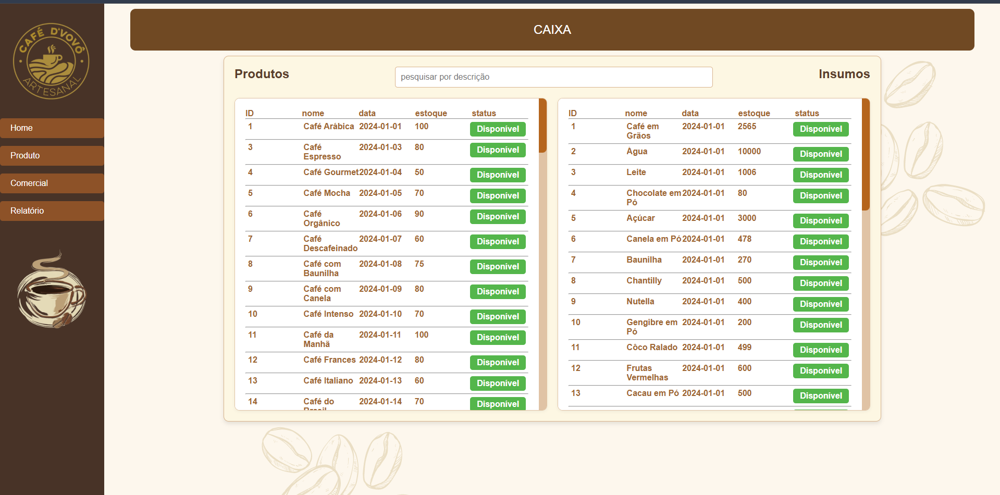 CAFÉ D'VOVÔ
ARTESANAL
Home
Produto
Comercial
Relatório
CAIXA
Produtos
pesquisar por descrição
Insumos
ID nome data estoque status
1 Café Arábica 2024-01-01 100 Disponível
3 Café 2024-01-03 80 Disponível
Espresso
4 Café Gourmet 2024-01-04 50 Disponível
5 Café Mocha 2024-01-05 70 Disponível
6 Café 2024-01-06 90 Disponível
Orgânico
7 Café 2024-01-07 60 Disponível
Descafeinado
8 Café com 2024-01-08 75 Disponível
Baunilha
9 Café com 2024-01-09 80 Disponível
Canela
10 Café Intenso 2024-01-10 70 Disponível
11 Café da 2024-01-11 100 Disponível
Manhã
12 Café Frances 2024-01-12 80 Disponível
13 Café Italiano 2024-01-13 60 Disponível
14 Café do 2024-01-14 70 Disponível
Brasil
ID nome data estoque status
1 Café em 2024-01-01 2565 Disponível
Grãos
2 Água 2024-01-01 10000 Disponível
3 Leite 2024-01-01 1006 Disponível
4 Chocolate em 2024-01-01 80 Disponível
Pó
5 Açúcar 2024-01-01 3000 Disponível
6 Canela em Pó 2024-01-01 478 Disponível
7 Baunilha 2024-01-01 270 Disponível
8 Chantilly 2024-01-01 500 Disponível
9 Nutella 2024-01-01 400 Disponível
10 Gengibre em 2024-01-01 200 Disponível
Pó
11 Côco Ralado 2024-01-01 499 Disponível
12 Frutas 2024-01-01 600 Disponível
Vermelhas
13 Cacau em Pó 2024-01-01 500 Disponível